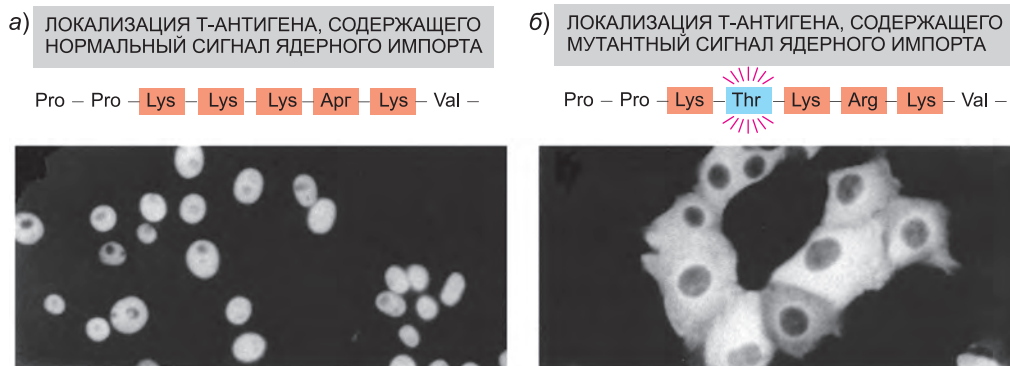 а) ЛОКАЛИЗАЦИЯ Т-АНТИГЕНА, СОДЕРЖАЩЕГО
НОРМАЛЬНЫЙ СИГНАЛ ЯДЕРНОГО ИМПОРТА
Pro – Pro – Lys – Lys – Lys – Арг – Lys – Val –
б) ЛОКАЛИЗАЦИЯ Т-АНТИГЕНА, СОДЕРЖАЩЕГО
МУТАНТНЫЙ СИГНАЛ ЯДЕРНОГО ИМПОРТА
Pro – Pro – Lys – Thr – Lys – Arg – Lys – Val –